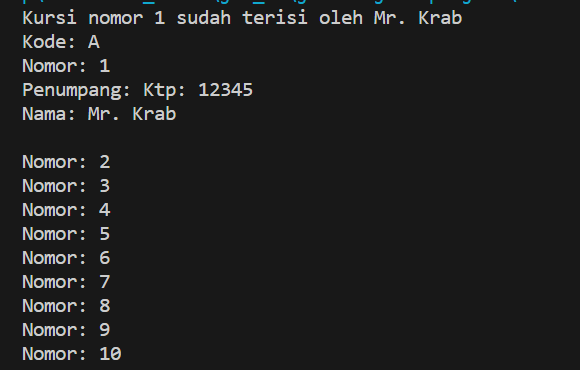 Kursi nomor 1 sudah terisi oleh Mr. Krab
Kode: A
Nomor: 1
Penumpang: Ktp: 12345
Nama: Mr. Krab
Nomor: 2
Nomor: 3
Nomor: 4
Nomor: 5
Nomor: 6
Nomor: 7
Nomor: 8
Nomor: 9
Nomor: 10